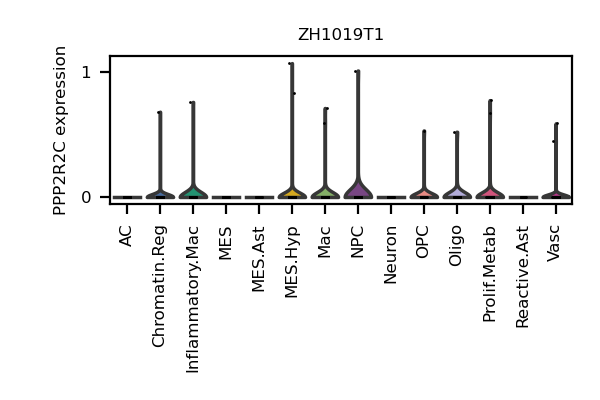 ZH1019T1
PPP2R2C expression
1
0
AC
Chromatin.Reg
Inflammatory.Mac
MES
MES.Ast
MES.Hyp
Mac
NPC
Neuron
OPC
Oligo
Prolif.Metab
Reactive.Ast
Vasc